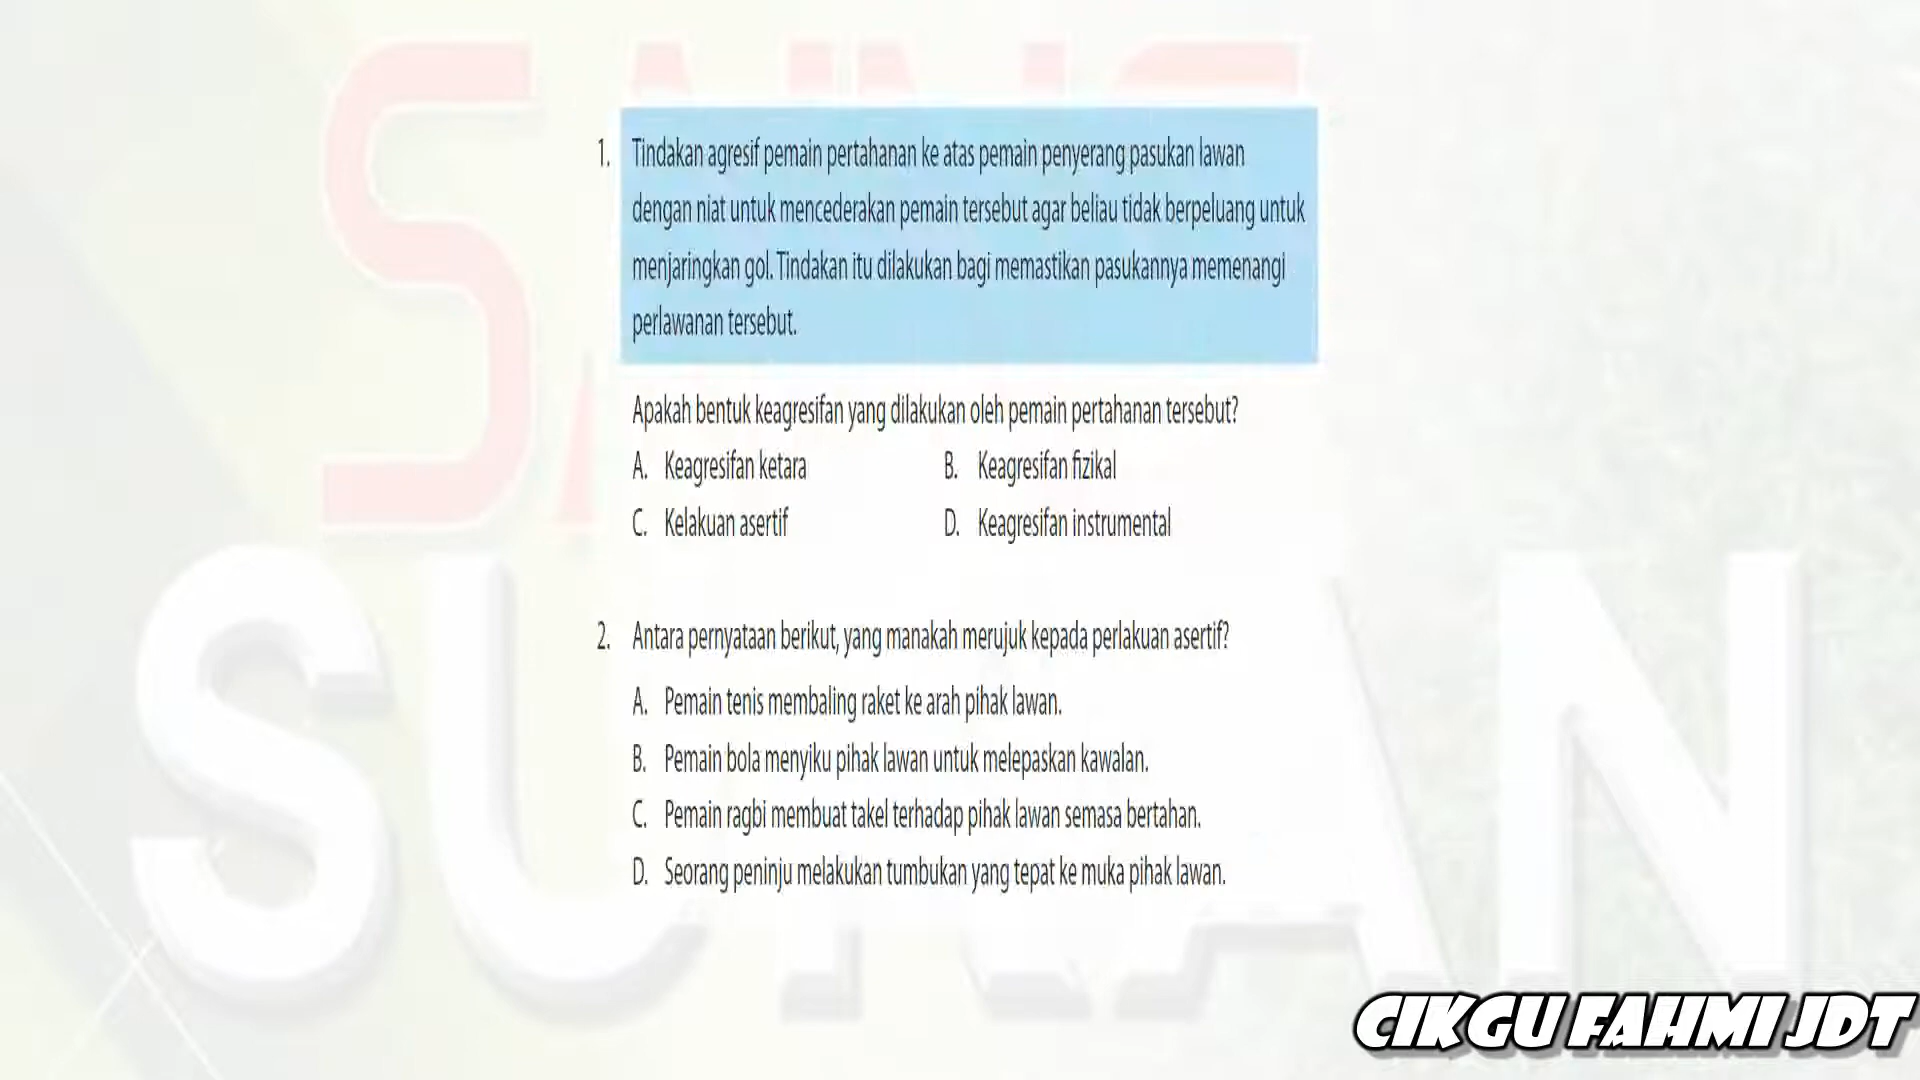 SAINS
1. Tindakan agresif pemain pertahanan ke atas pemain penyerang pasukan lawan
dengan niat untuk mencederakan pemain tersebut agar beliau tidak berpeluang untuk
menjaringkan gol. Tindakan itu dilakukan bagi memastikan pasukannya memenangi
perlawanan tersebut.
Apakah bentuk keagresifan yang dilakukan oleh pemain pertahanan tersebut?
A. Keagresifan ketara B. Keagresifan fizikal
C. Kelakuan asertif D. Keagresifan instrumental
SUKAN
2. Antara pernyataan berikut, yang manakah merujuk kepada perlakuan asertif?
A. Pemain tenis membaling raket ke arah pihak lawan.
B. Pemain bola menyiku pihak lawan untuk melepaskan kawalan.
C. Pemain ragbi membuat takel terhadap pihak lawan semasa bertahan.
D. Seorang peninju melakukan tumbukan yang tepat ke muka pihak lawan.
CIKGU FAHMI JDT